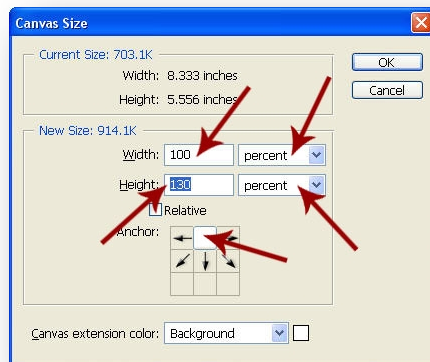 Canvas Size
Current Size: 703.1K
OK
Width: 8.333 inches
Cancel
Height: 5.556 inches
New Size: 914.1K
Width: 100 percent
Height: 130 percent
Relative
Anchor:
Canvas extension color: Background